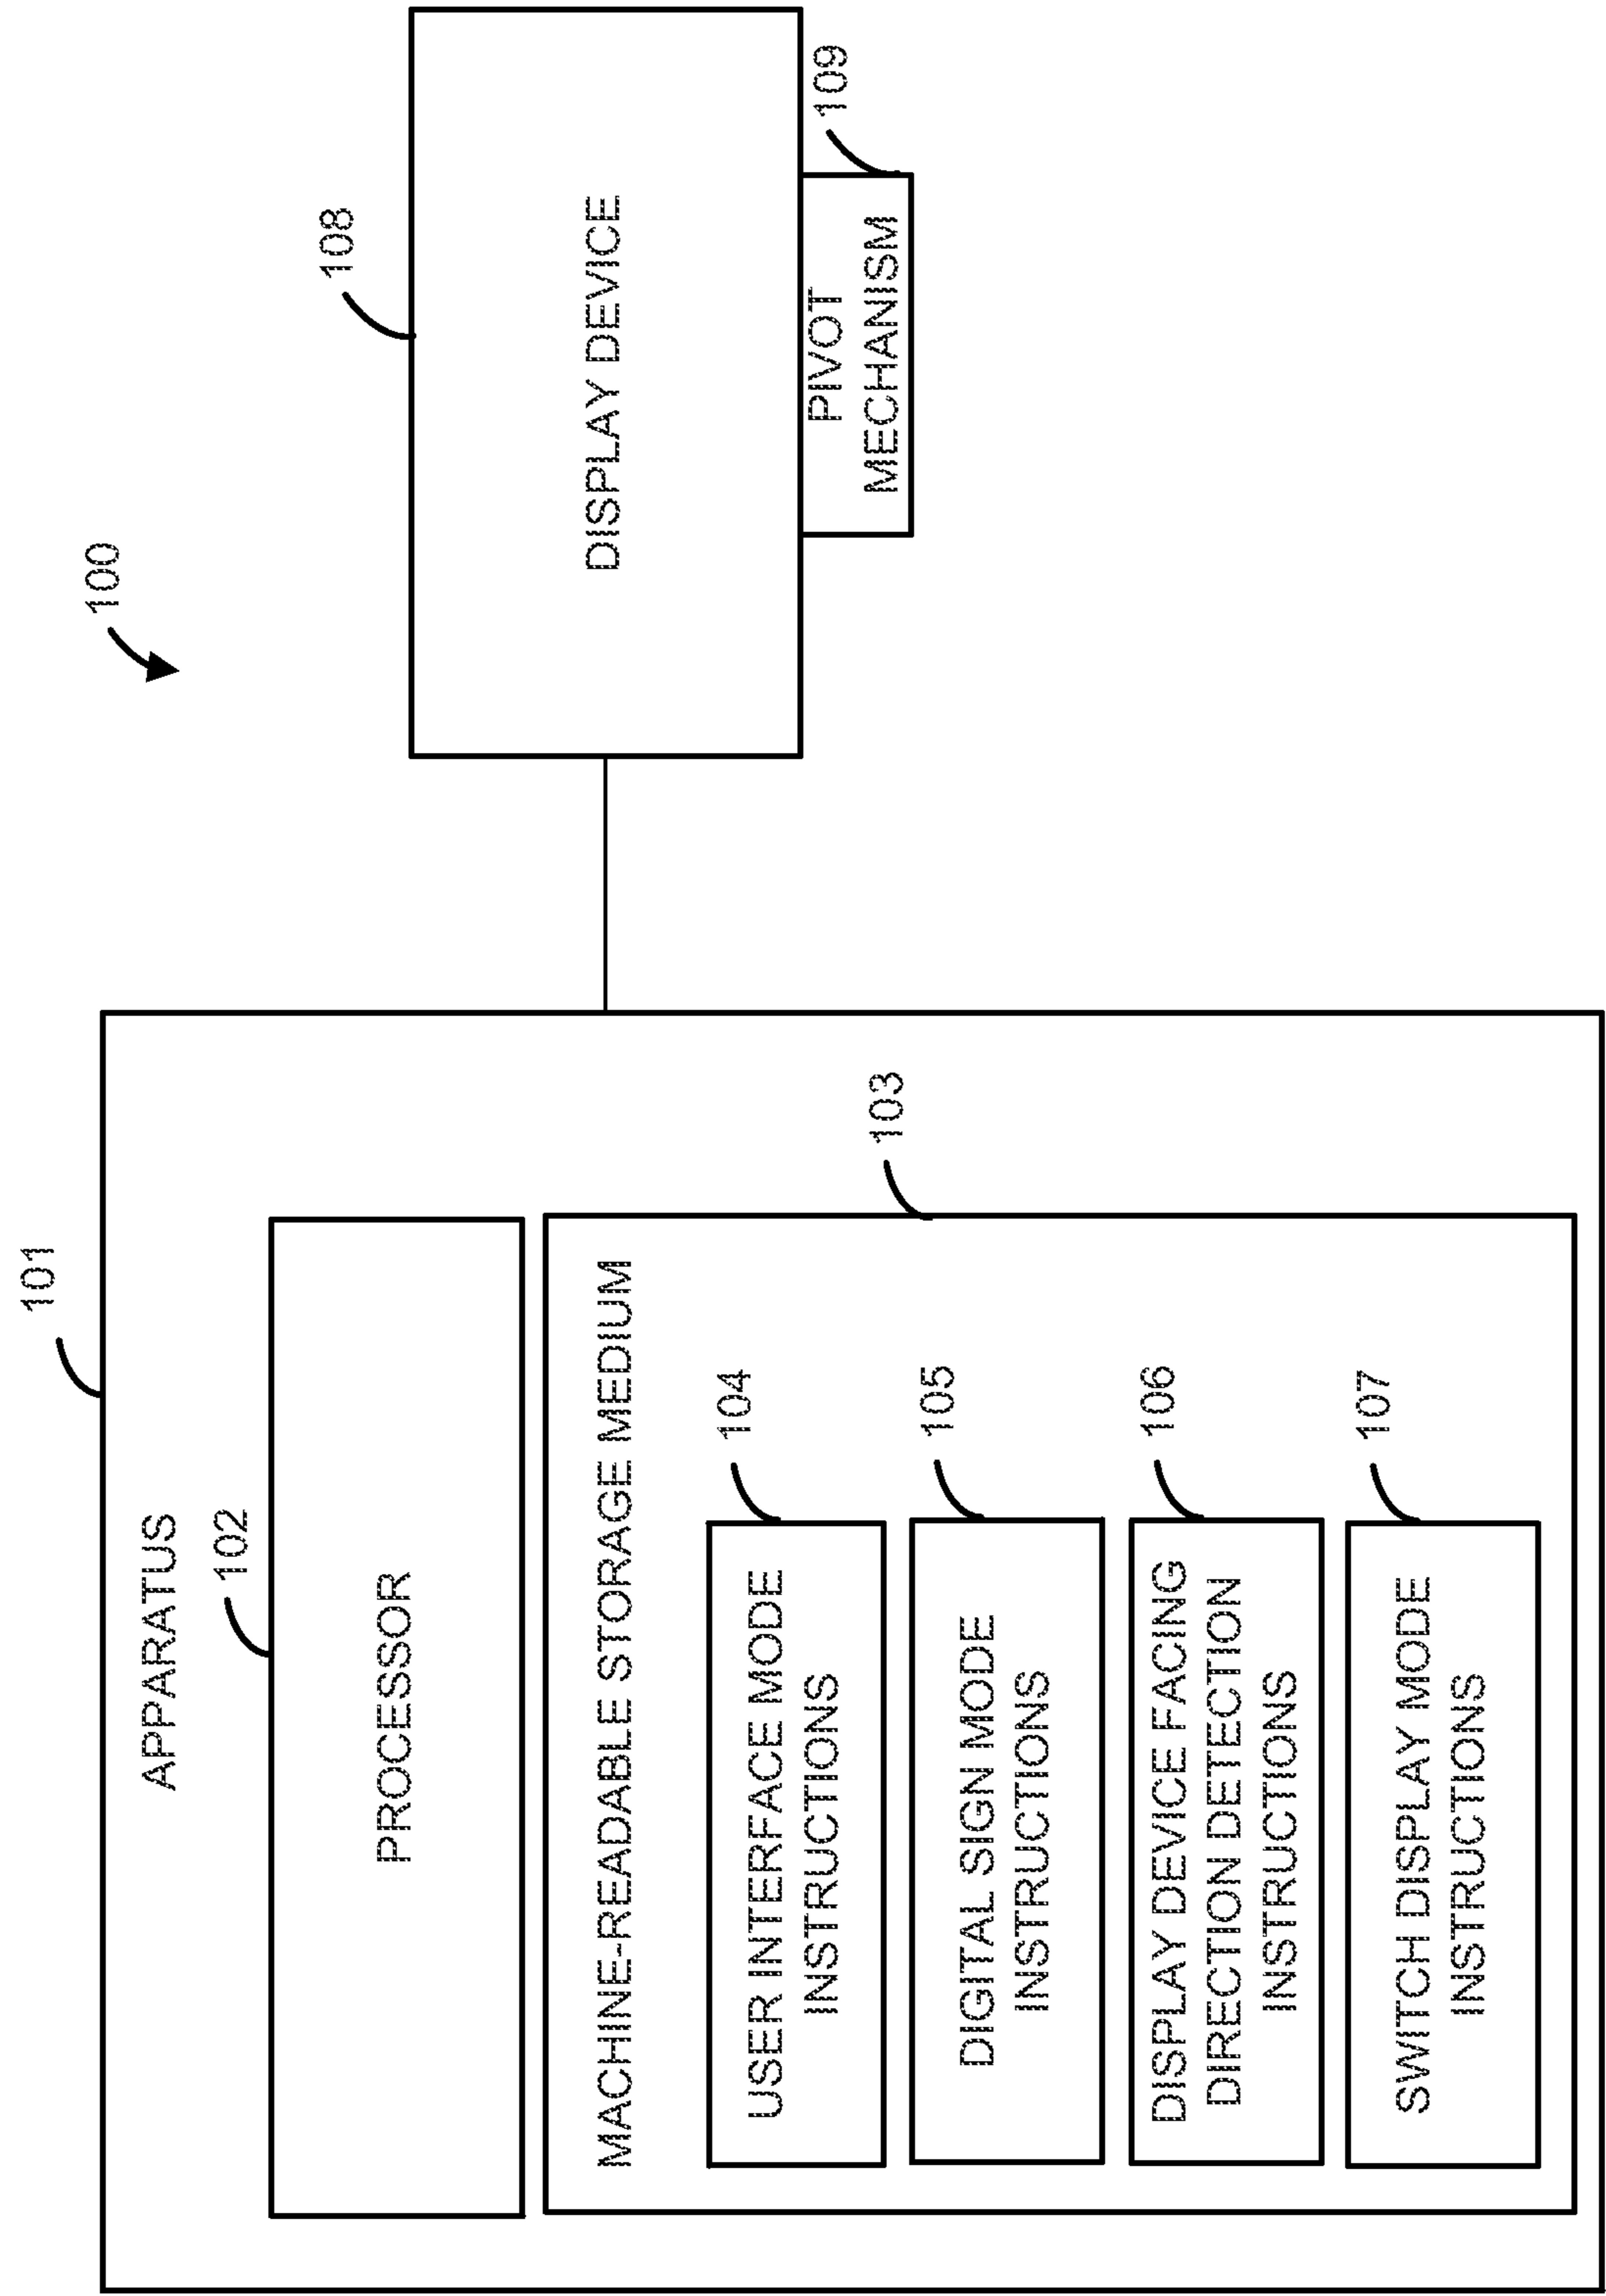 100
101
APPARATUS
102
PROCESSOR
MACHINE-READABLE STORAGE MEDIUM
103
104
USER INTERFACE MODE
INSTRUCTIONS
105
DIGITAL SIGN MODE
INSTRUCTIONS
106
DISPLAY DEVICE FACING
DIRECTION DETECTION
INSTRUCTIONS
107
SWITCH DISPLAY MODE
INSTRUCTIONS
108
DISPLAY DEVICE
109
PIVOT
MECHANISM